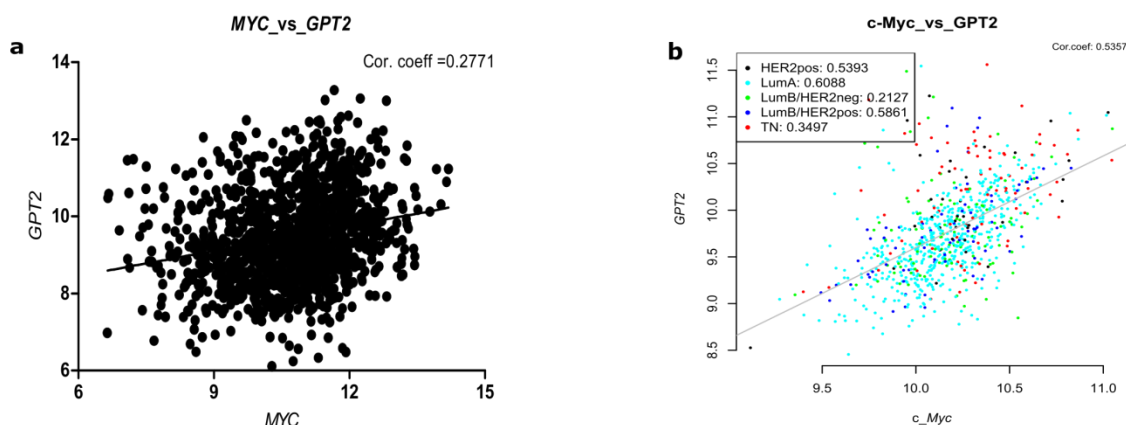 a
MYC_vs_GPT2
Cor. coeff =0.2771
GPT2
14
12
10
8
6
6
9
12
15
MYC
b
c-Myc_vs_GPT2
Cor.coef: 0.5357
HER2pos: 0.5393
LumA: 0.6088
LumB/HER2neg: 0.2127
LumB/HER2pos: 0.5861
TN: 0.3497
GPT2
11.5
11.0
10.5
10.0
9.5
9.0
8.5
9.5
10.0
10.5
11.0
c_Myc